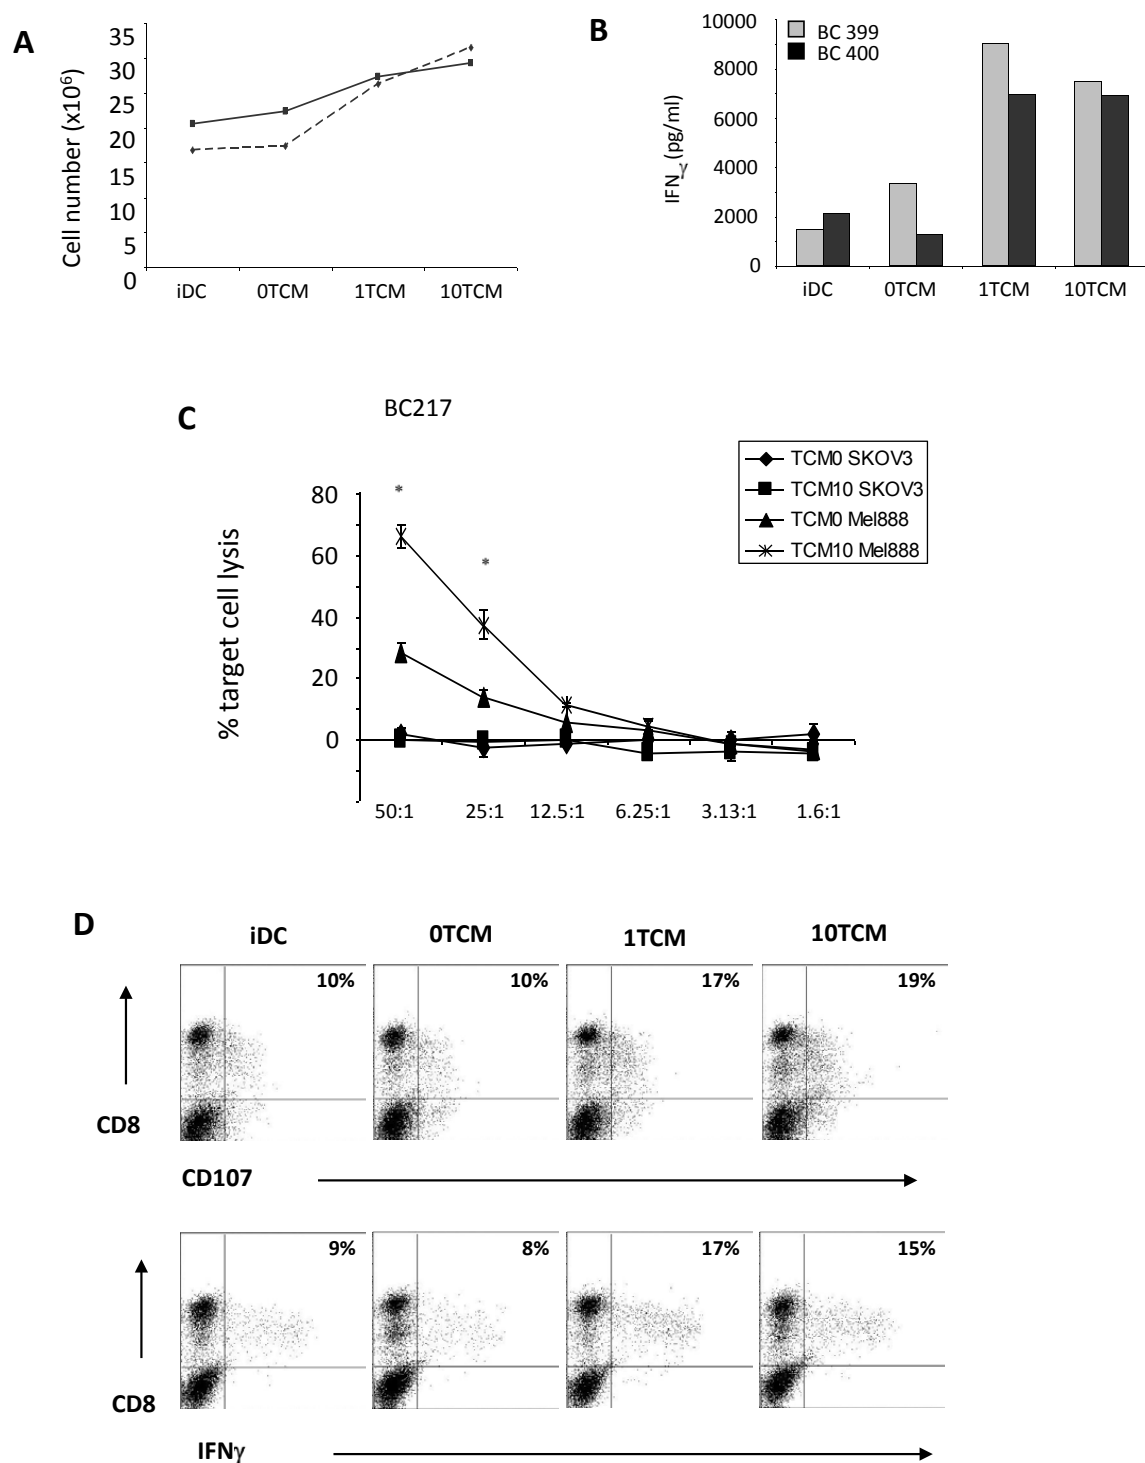 A
Cell number (x10⁶)
35
30
25
20
15
10
5
0
iDC 0TCM 1TCM 10TCM
B
IFNγ (pg/ml)
10000
8000
6000
4000
2000
0
BC 399
BC 400
iDC 0TCM 1TCM 10TCM
C
BC217
% target cell lysis
80
60
40
20
0
* 
*
TCM0 SKOV3
TCM10 SKOV3
TCM0 Mel888
TCM10 Mel888
50:1 25:1 12.5:1 6.25:1 3.13:1 1.6:1
D
iDC 0TCM 1TCM 10TCM
10% 10% 17% 19%
CD8
CD107
9% 8% 17% 15%
CD8
IFNγ